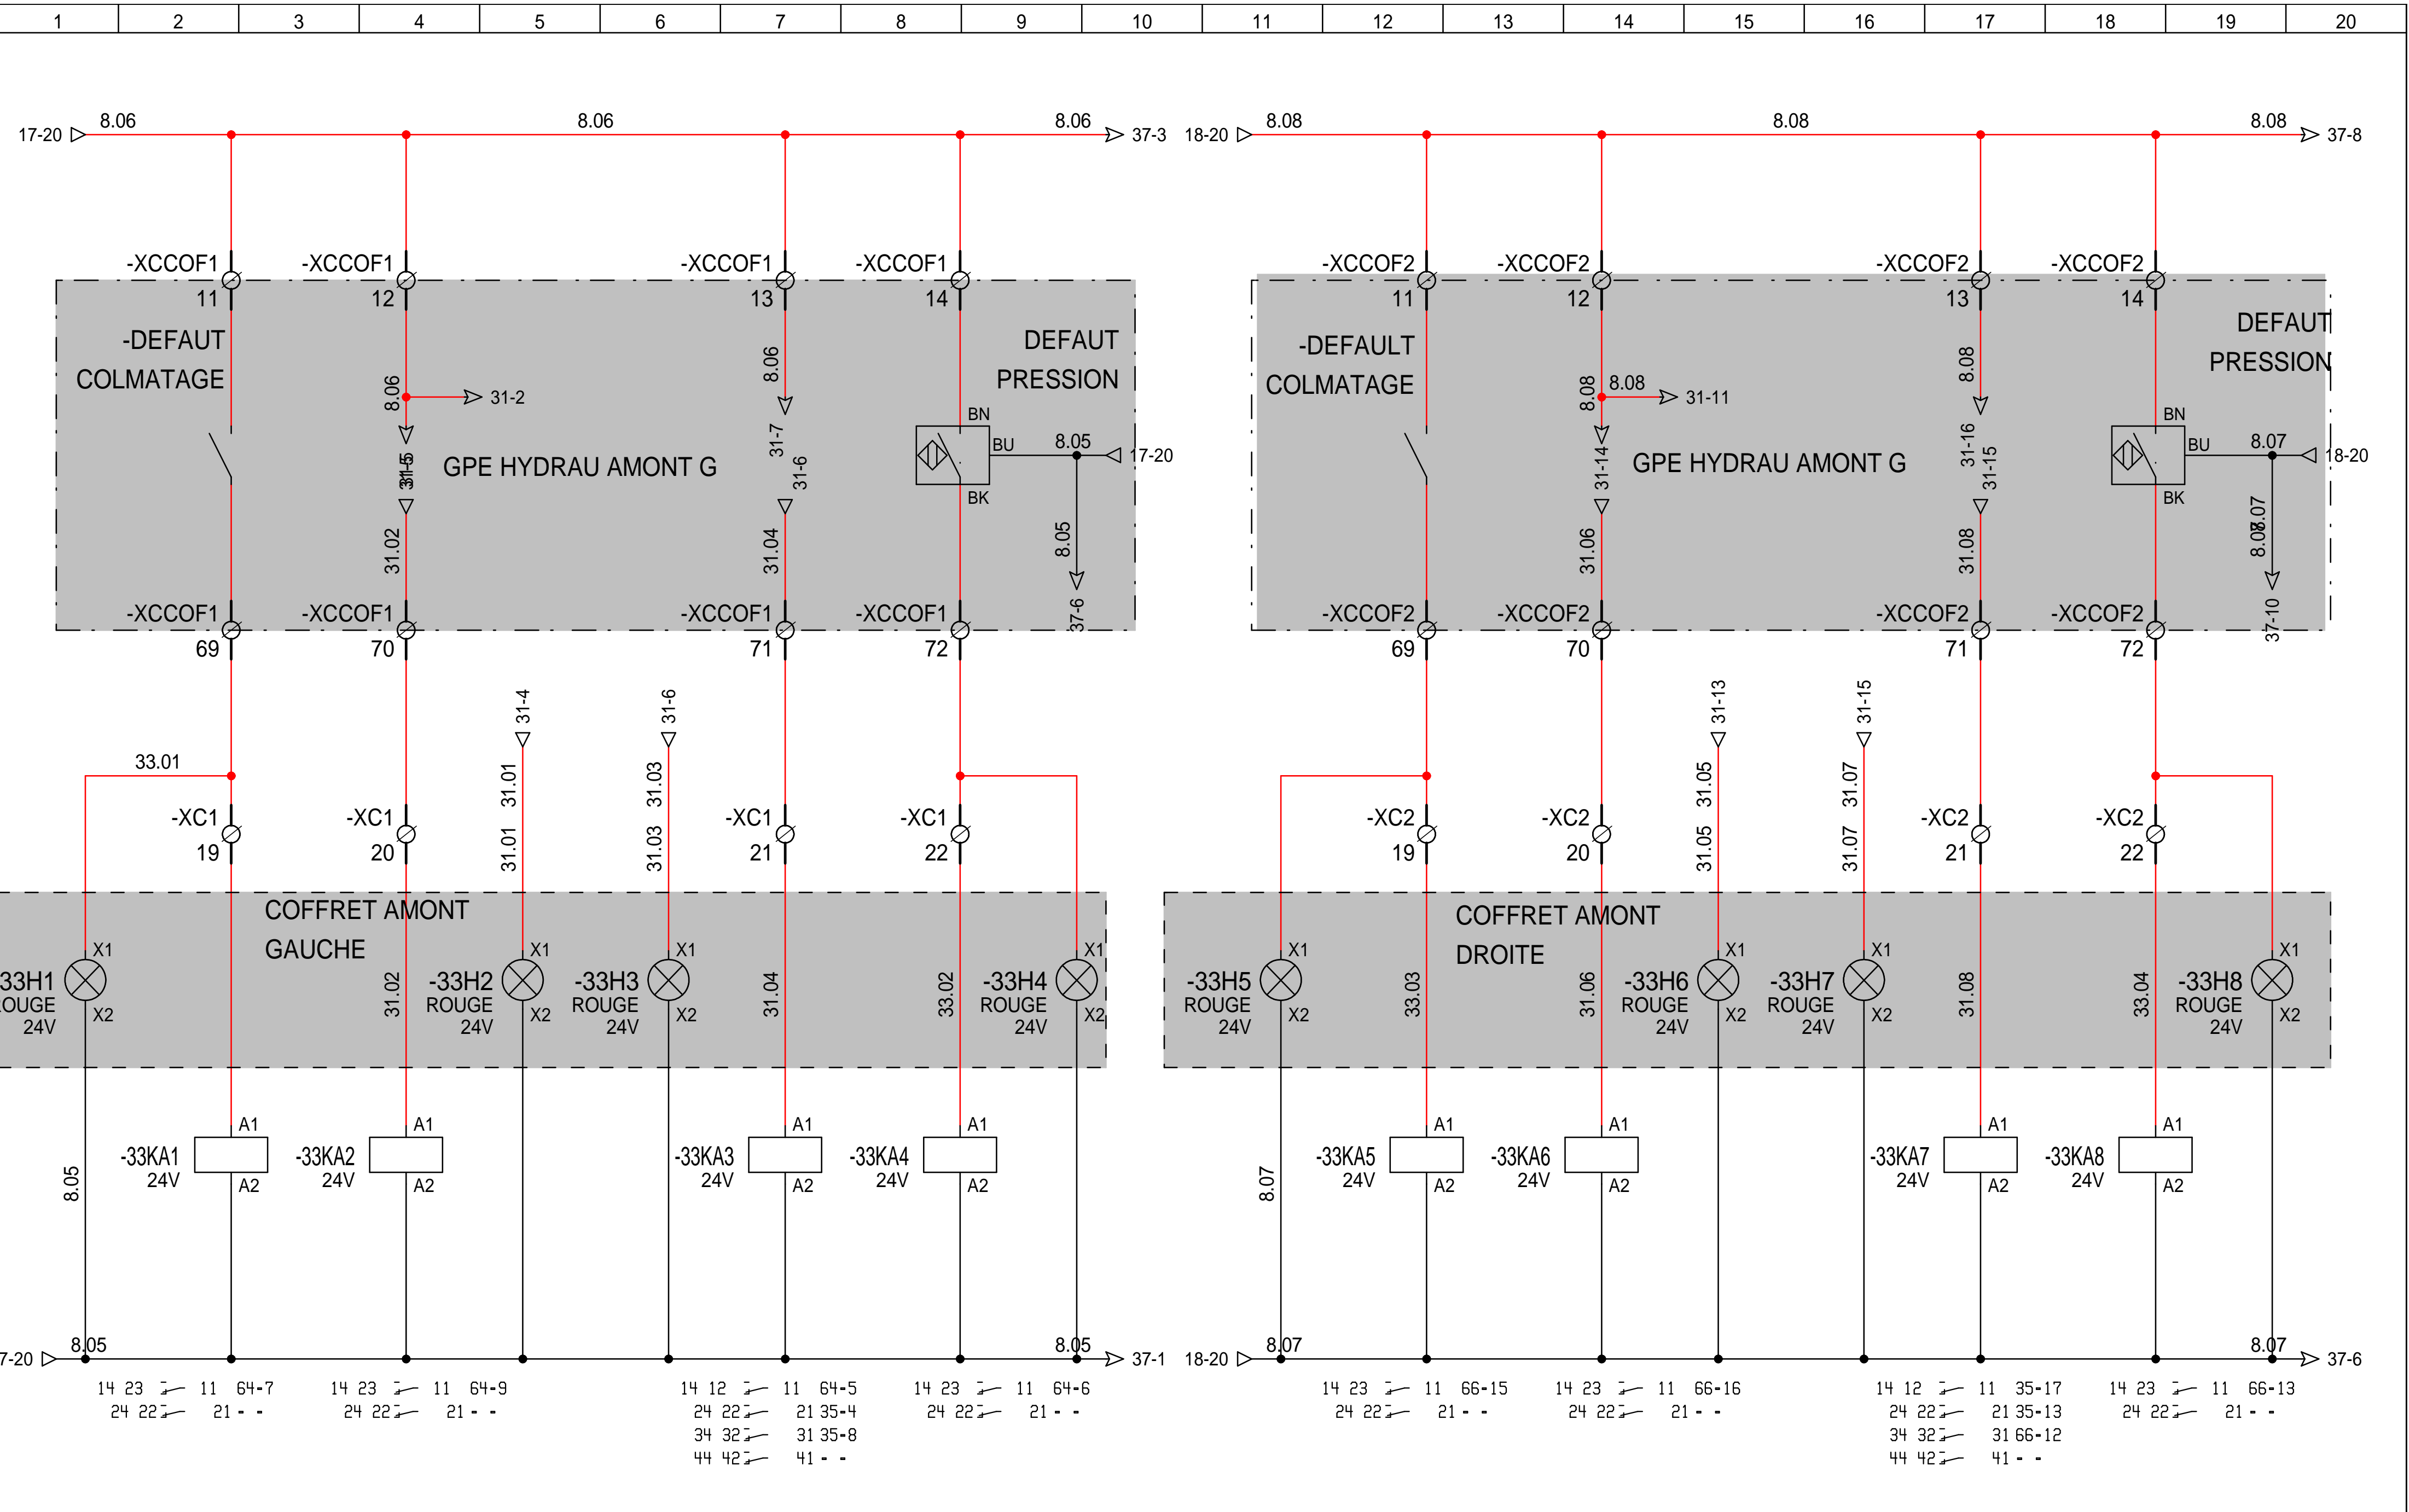 1 2 3 4 5 6 7 8 9 10 11 12 13 14 15 16 17 18 19 20
17-20 8.06 8.06 8.06 37-3 18-20 8.08 8.08 8.08 37-8
-XCCOF1 -XCCOF1 -XCCOF1 -XCCOF1 -XCCOF2 -XCCOF2 -XCCOF2 -XCCOF2
11 12 13 14 11 12 13 14
-DEFAUT
COLMATAGE
8.06
31-2
31-5
GPE HYDRAU AMONT G
8.06
31-7
31-6
DEFAUT
PRESSION
BN
BU
BK
8.05
17-20
8.05
37-6
-DEFAULT
COLMATAGE
8.08
8.08
31-11
31-14
GPE HYDRAU AMONT G
8.08
31-16
31-15
DEFAUT
PRESSION
BN
BU
BK
8.07
18-20
8.07
37-10
31.02 31.04 31.06 31.08
-XCCOF1 -XCCOF1 -XCCOF1 -XCCOF1 -XCCOF2 -XCCOF2 -XCCOF2 -XCCOF2
69 70 71 72 69 70 71 72
31-4 31-6 31-13 31-15
33.01
31.01 31.03 31.05 31.07
-XC1 -XC1 -XC1 -XC1 -XC2 -XC2 -XC2 -XC2
19 20 21 22 19 20 21 22
31.01 31.03 31.05 31.07
COFFRET AMONT
GAUCHE
COFFRET AMONT
DROITE
X1 X1 X1 X1 X1 X1 X1 X1
33H1 -33H2 -33H3 -33H4 -33H5 -33H6 -33H7 -33H8
ROUGE ROUGE ROUGE ROUGE ROUGE ROUGE ROUGE ROUGE
24V 24V 24V 24V 24V 24V 24V 24V
X2 X2 X2 X2 X2 X2 X2 X2
31.02 31.04 33.02 33.03 31.06 31.08 33.04
A1 A1 A1 A1 A1 A1 A1 A1
-33KA1 -33KA2 -33KA3 -33KA4 -33KA5 -33KA6 -33KA7 -33KA8
24V 24V 24V 24V 24V 24V 24V 24V
A2 A2 A2 A2 A2 A2 A2 A2
8.05 8.07
7-20 8.05 8.05 37-1 18-20 8.07 8.07 37-6
14 23 11 64-7
24 22 21 - -
14 23 11 64-9
24 22 21 - -
14 12 11 64-5
24 22 21 35-4
34 32 31 35-8
44 42 41 - -
14 23 11 64-6
24 22 21 - -
14 23 11 66-15
24 22 21 - -
14 23 11 66-16
24 22 21 - -
14 12 11 35-17
24 22 21 35-13
34 32 31 66-12
44 42 41 - -
14 23 11 66-13
24 22 21 - -